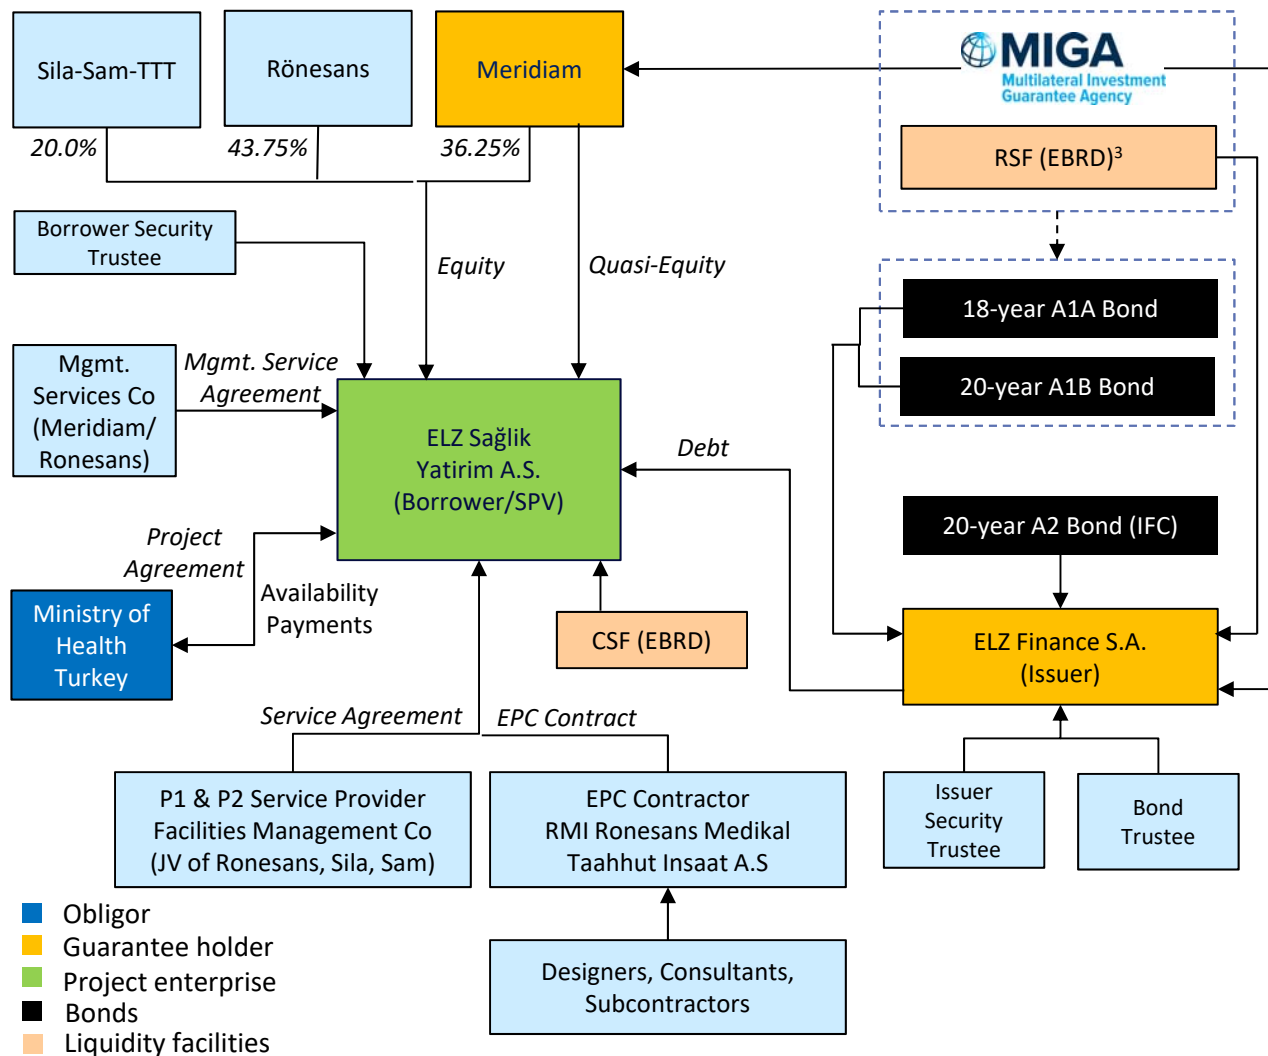 Sila-Sam-TTT
Rönesans
Meridiam
MIGA
Multilateral Investment
Guarantee Agency
20.0%
43.75%
36.25%
RSF (EBRD)³
Borrower Security
Trustee
Equity
Quasi-Equity
18-year A1A Bond
20-year A1B Bond
Mgmt.
Services Co
(Meridiam/
Ronesans)
Mgmt. Service
Agreement
ELZ Sağlik
Yatirim A.S.
(Borrower/SPV)
Debt
20-year A2 Bond (IFC)
Project
Agreement
Availability
Payments
Ministry of
Health
Turkey
CSF (EBRD)
ELZ Finance S.A.
(Issuer)
Service Agreement
EPC Contract
P1 & P2 Service Provider
Facilities Management Co
(JV of Ronesans, Sila, Sam)
EPC Contractor
RMI Ronesans Medikal
Taahhut Insaat A.S
Issuer
Security
Trustee
Bond
Trustee
Designers, Consultants,
Subcontractors
Obligor
Guarantee holder
Project enterprise
Bonds
Liquidity facilities